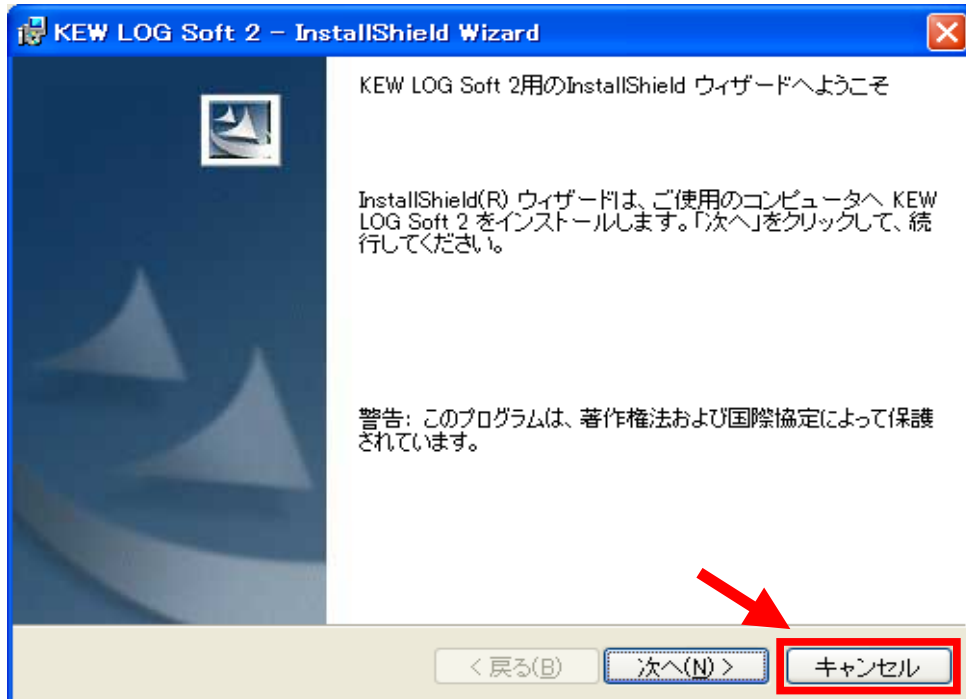 KEW LOG Soft 2 - InstallShield Wizard
KEW LOG Soft 2用のInstallShield ウィザードへようこそ
InstallShield(R) ウィザードは、ご使用のコンピュータへ KEW
LOG Soft 2 をインストールします。「次へ」をクリックして、続
行してください。
警告: このプログラムは、著作権法および国際協定によって保護
されています。
< 戻る(B)
次へ(N) >
キャンセル